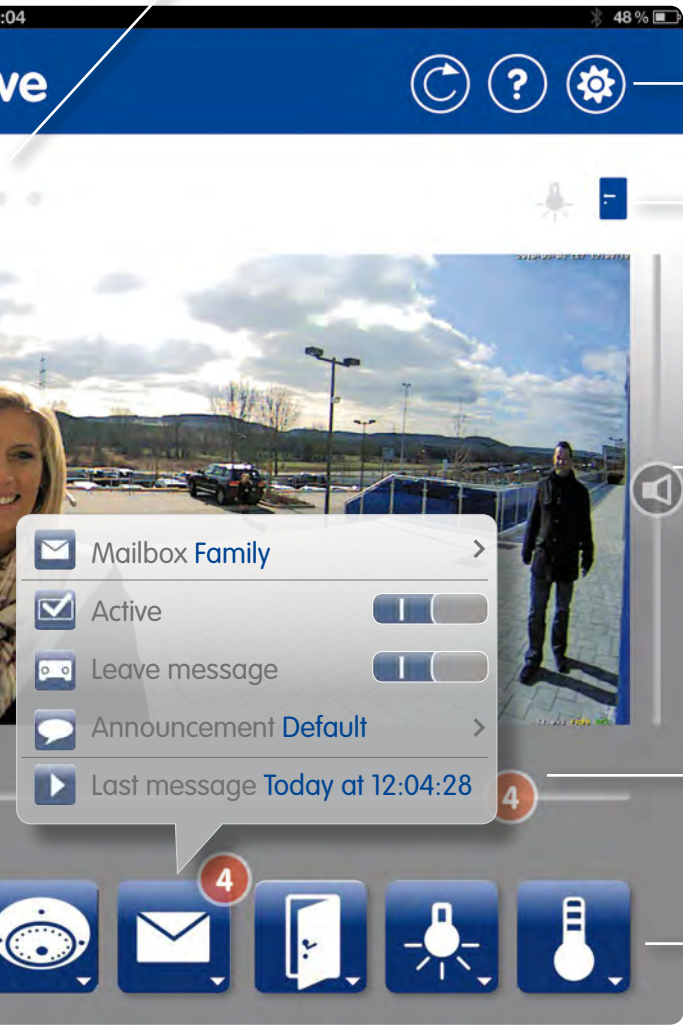 :04
48 %
ve
?
Mailbox Family
Active
Leave message
Announcement Default
Last message Today at 12:04:28
4
4